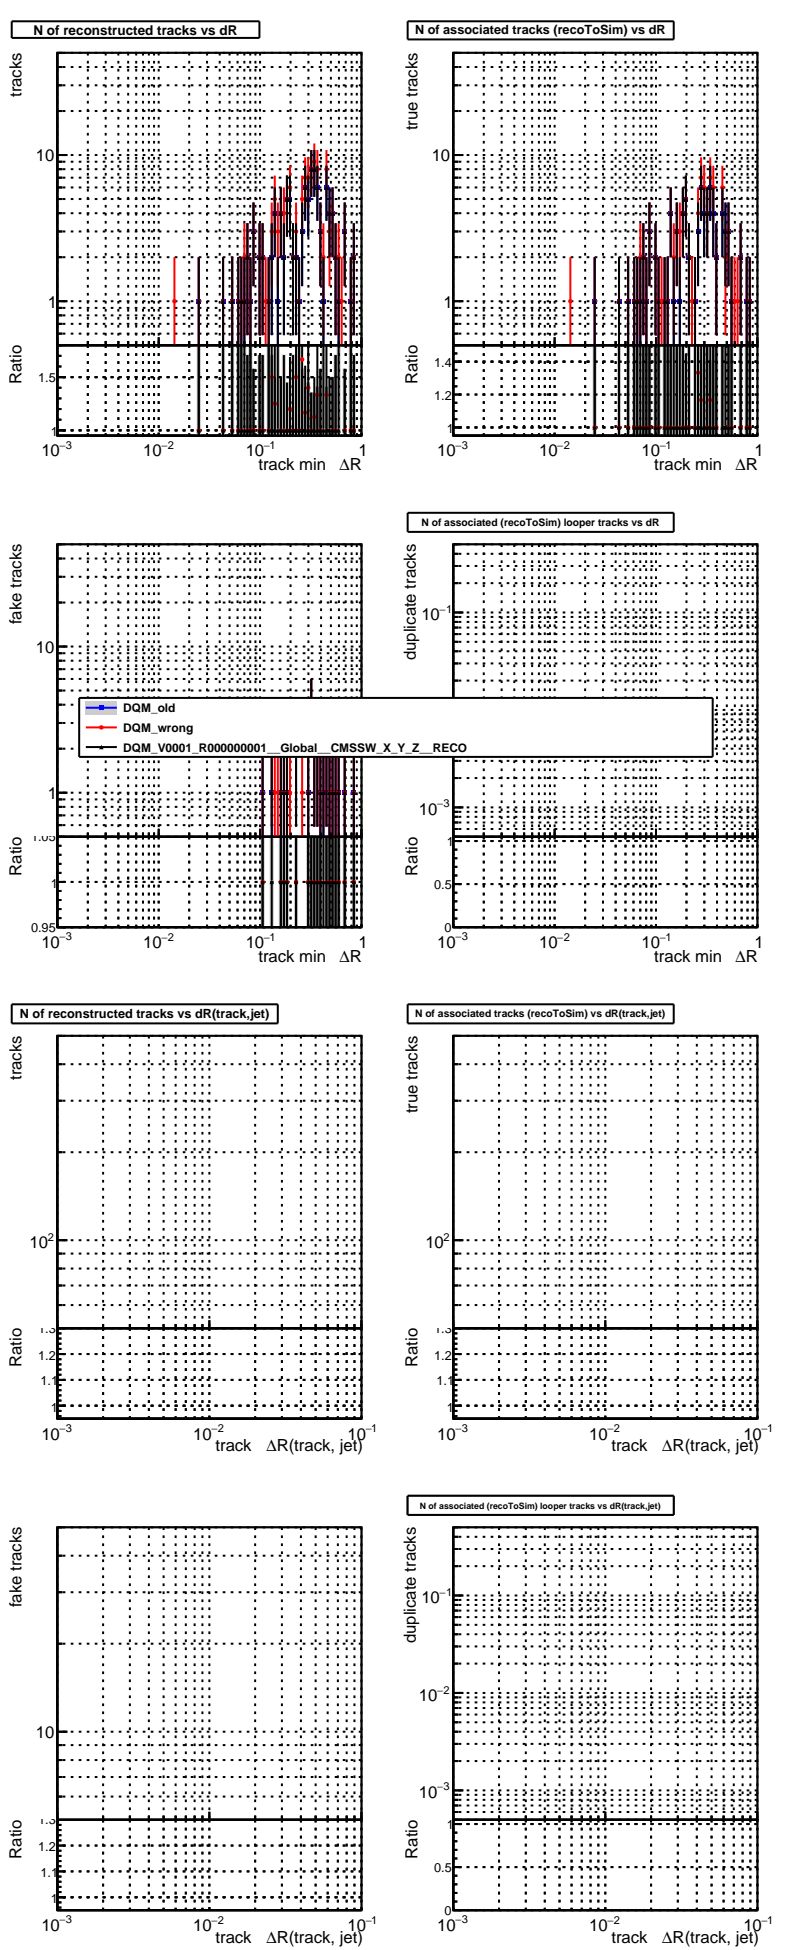 N of reconstructed tracks vs dR
tracks
10
1
Ratio
1.5
1
10−3 10−2 10−1 1
track min ΔR
N of associated tracks (recoToSim) vs dR
true tracks
10
1
Ratio
1.4
1.2
1
10−3 10−2 10−1 1
track min ΔR
fake tracks
10
1
Ratio
1.05
1
0.95
10−3 10−2 10−1 1
track min ΔR
N of associated (recoToSim) looper tracks vs dR
duplicate tracks
10−1
10−3
Ratio
1
0.5
0
10−3 10−2 10−1 1
track min ΔR
DQM_old
DQM_wrong
DQM_V0001_R000000001__Global__CMSSW_X_Y_Z__RECO
N of reconstructed tracks vs dR(track,jet)
tracks
102
Ratio
1.3
1.2
1.1
1
10−3 10−2 10−1
track ΔR(track, jet)
N of associated tracks (recoToSim) vs dR(track,jet)
true tracks
102
Ratio
1.3
1.2
1.1
1
10−3 10−2 10−1
track ΔR(track, jet)
fake tracks
10
Ratio
1.3
1.2
1.1
1
10−3 10−2 10−1
track ΔR(track, jet)
N of associated (recoToSim) looper tracks vs dR(track,jet)
duplicate tracks
10−1
10−2
10−3
Ratio
1
0.5
0
10−3 10−2 10−1
track ΔR(track, jet)